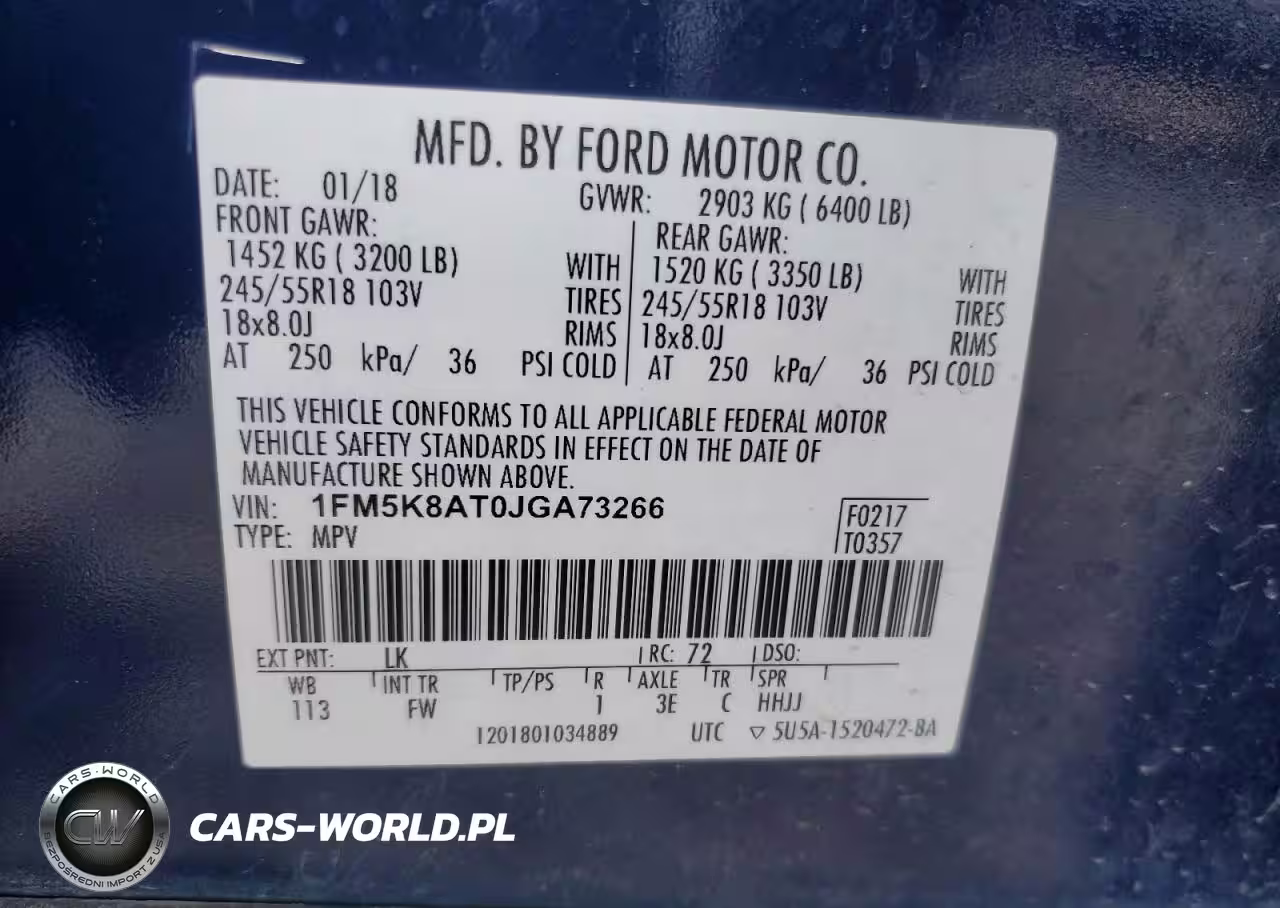 MFD. BY FORD MOTOR CO.
DATE: 01/18 GVWR: 2903 KG ( 6400 LB)
FRONT GAWR: REAR GAWR:
1452 KG ( 3200 LB) WITH 1520 KG ( 3350 LB) WITH
245/55R18 103V TIRES 245/55R18 103V TIRES
18x8.0J RIMS 18x8.0J RIMS
AT 250 kPa/ 36 PSI COLD AT 250 kPa/ 36 PSI COLD
THIS VEHICLE CONFORMS TO ALL APPLICABLE FEDERAL MOTOR
VEHICLE SAFETY STANDARDS IN EFFECT ON THE DATE OF
MANUFACTURE SHOWN ABOVE.
VIN: 1FM5K8AT0JGA73266 F0217
TYPE: MPV T0357
EXT PNT: LK RC: 72 DSO:
WB INT TR TP/PS R AXLE TR SPR
113 FW 1 3E C HHJJ
1201801034889 UTC ▽ 5U5A-1520472-BA
CARS-WORLD
CW
BEZPOŚREDNI IMPORT Z USA
CARS-WORLD.PL